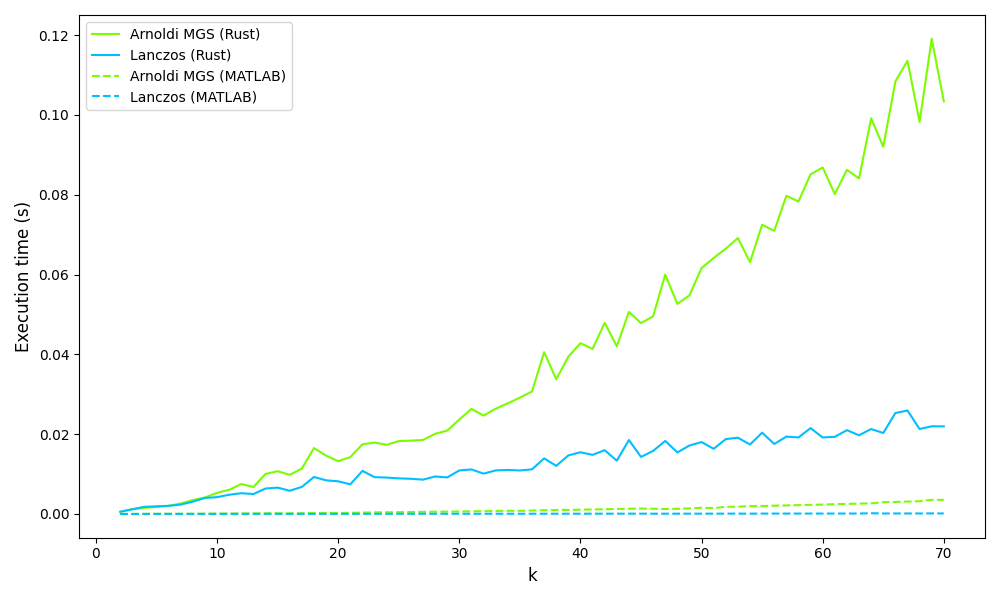 Arnoldi MGS (Rust)
Lanczos (Rust)
Arnoldi MGS (MATLAB)
Lanczos (MATLAB)
Execution time (s)
0.12
0.10
0.08
0.06
0.04
0.02
0.00
0 10 20 30 40 50 60 70
k